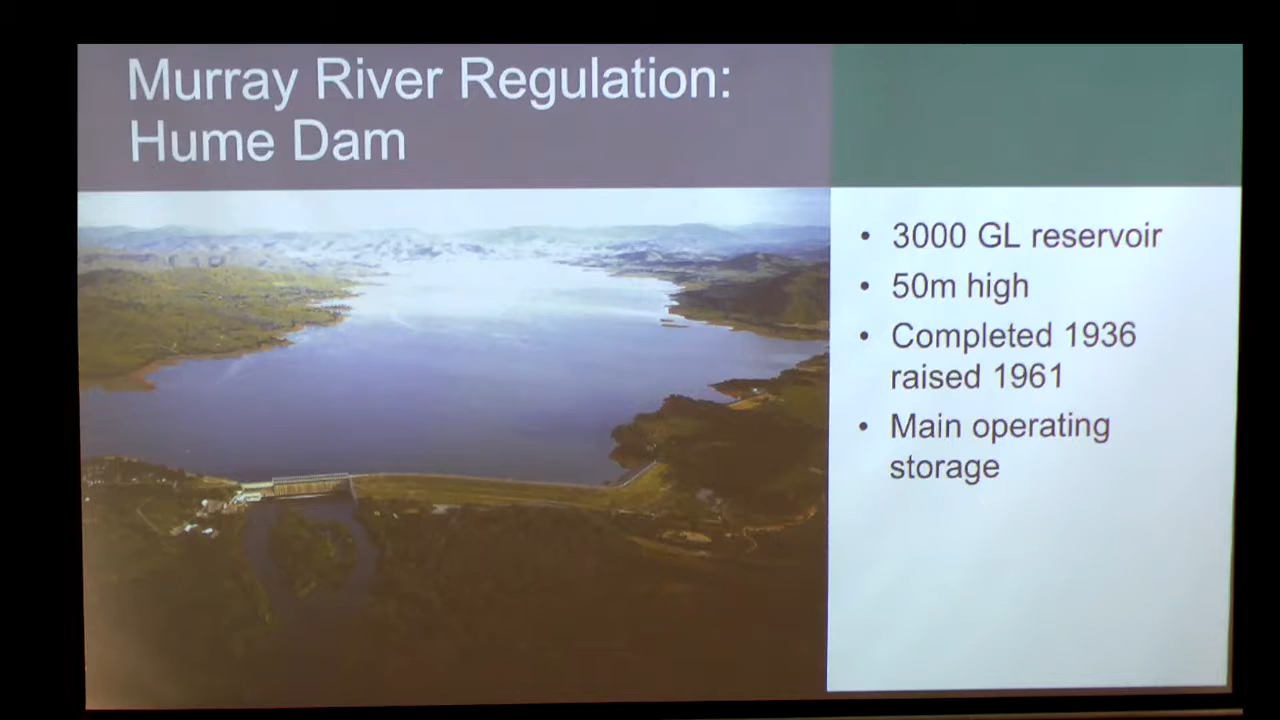 Murray River Regulation:
Hume Dam
• 3000 GL reservoir
• 50m high
• Completed 1936
raised 1961
• Main operating
storage